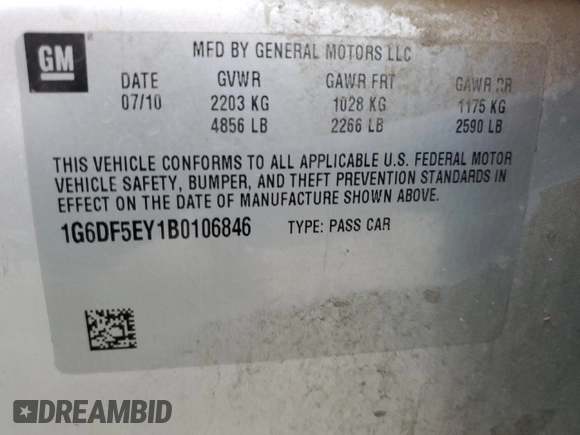 GM
MFD BY GENERAL MOTORS LLC
DATE GVWR GAWR FRT GAWR RR
07/10 2203 KG 1028 KG 1175 KG
4856 LB 2266 LB 2590 LB
THIS VEHICLE CONFORMS TO ALL APPLICABLE U.S. FEDERAL MOTOR
VEHICLE SAFETY, BUMPER, AND THEFT PREVENTION STANDARDS IN
EFFECT ON THE DATE OF MANUFACTURE SHOWN ABOVE.
1G6DF5EY1B0106846 TYPE: PASS CAR
DREAMBID